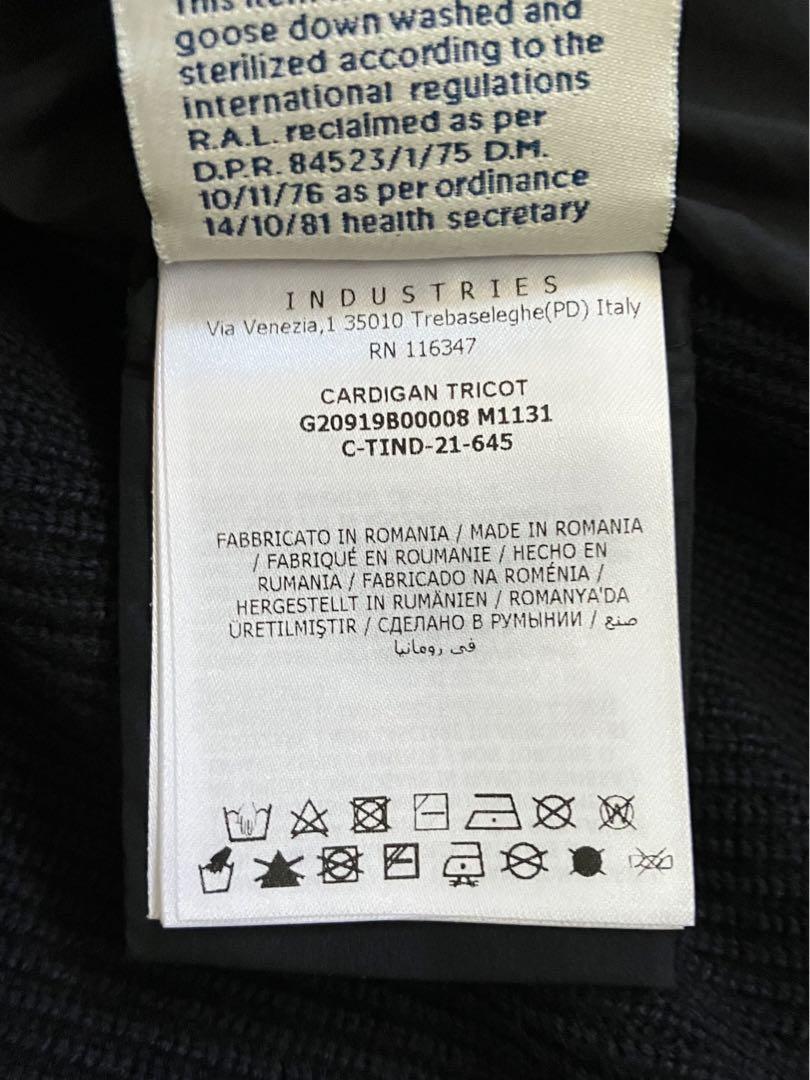 This item
goose down washed and
sterilized according to the
international regulations
R.A.L. reclaimed as per
D.P.R. 84523/1/75 D.M.
10/11/76 as per ordinance
14/10/81 health secretary
INDUSTRIES
Via Venezia,1 35010 Trebaseleghe(PD) Italy
RN 116347
CARDIGAN TRICOT
G20919B00008 M1131
C-TIND-21-645
FABBRICATO IN ROMANIA / MADE IN ROMANIA
/ FABRIQUÉ EN ROUMANIE / HECHO EN
RUMANIA / FABRICADO NA ROMÉNIA /
HERGESTELLT IN RUMÄNIEN / ROMANYA'DA
ÜRETILMIŞTIR / СДЕЛАНО В РУМЫНИИ / صنع
في رومانيا